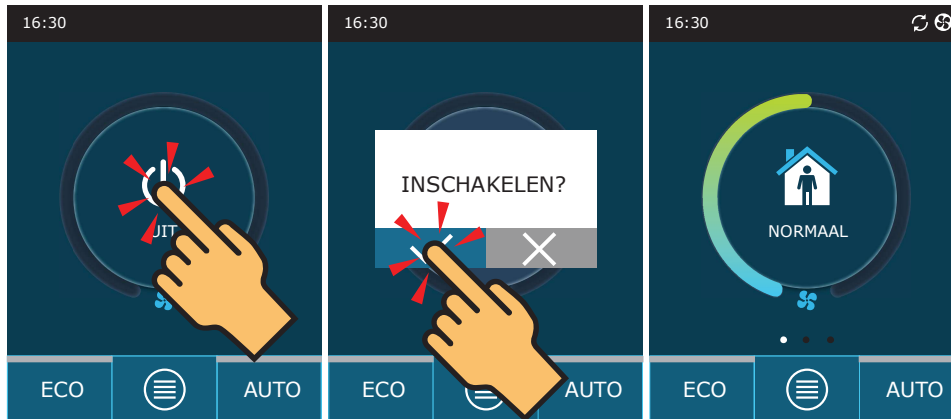 16:30
UIT
ECO
AUTO
16:30
INSCHAKELEN?
ECO
AUTO
16:30
NORMAAL
ECO
AUTO